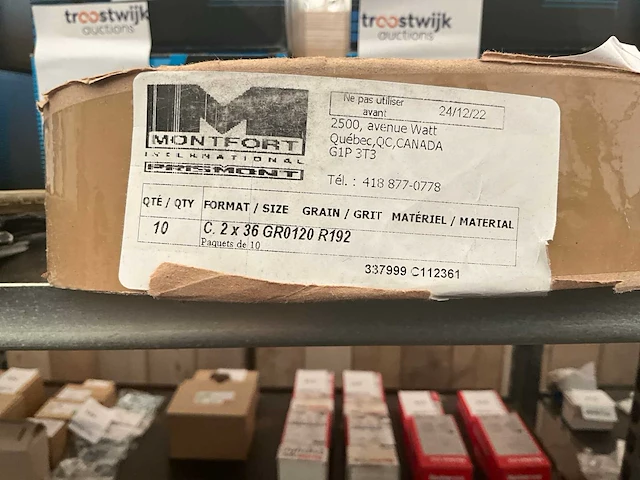 troostwijk
auctions
troostwijk
auctions
MONTFORT
INTERNATIONAL
PRISMONT
Ne pas utiliser
avant 24/12/22
2500, avenue Watt
Québec,QC,CANADA
G1P 3T3
Tél. : 418 877-0778
QTÉ / QTY FORMAT / SIZE GRAIN / GRIT MATÉRIEL / MATERIAL
10 C. 2 x 36 GR0120 R192
Paquets de 10
337999 C112361